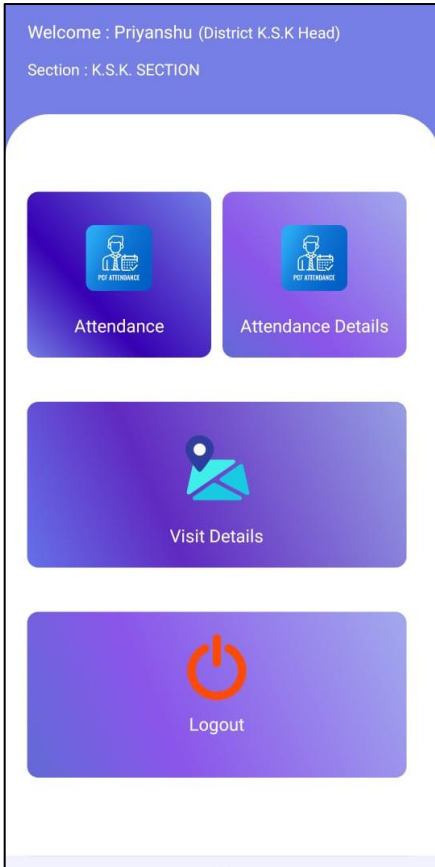 Welcome : Priyanshu (District K.S.K Head)
Section : K.S.K. SECTION
PCF ATTENDANCE
Attendance
PCF ATTENDANCE
Attendance Details
Visit Details
Logout